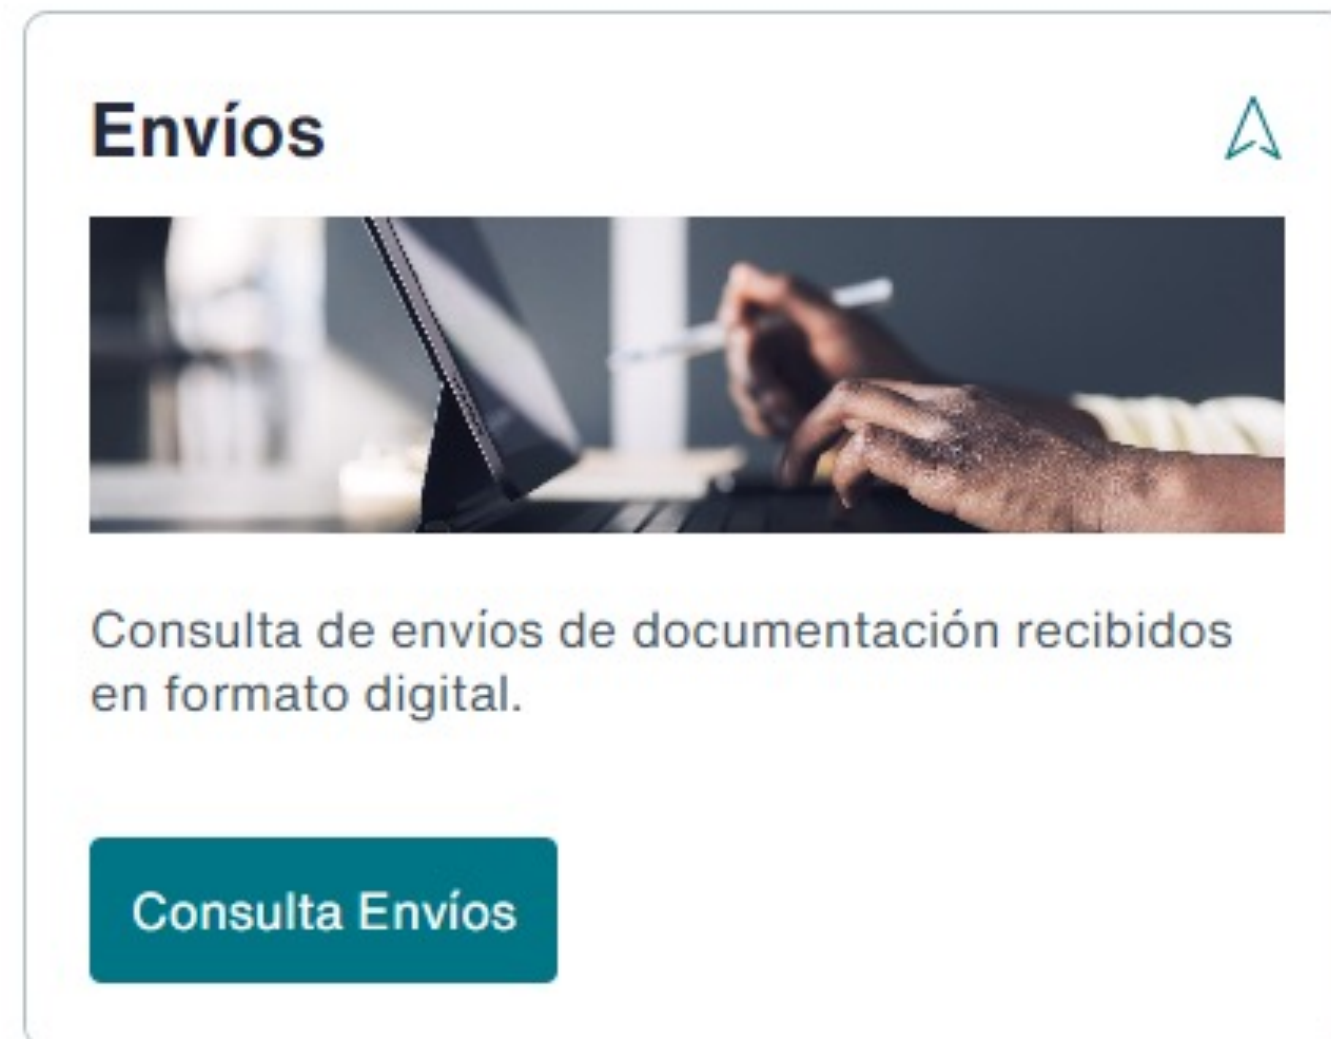 Envíos
Consulta de envíos de documentación recibidos
en formato digital.
Consulta Envíos